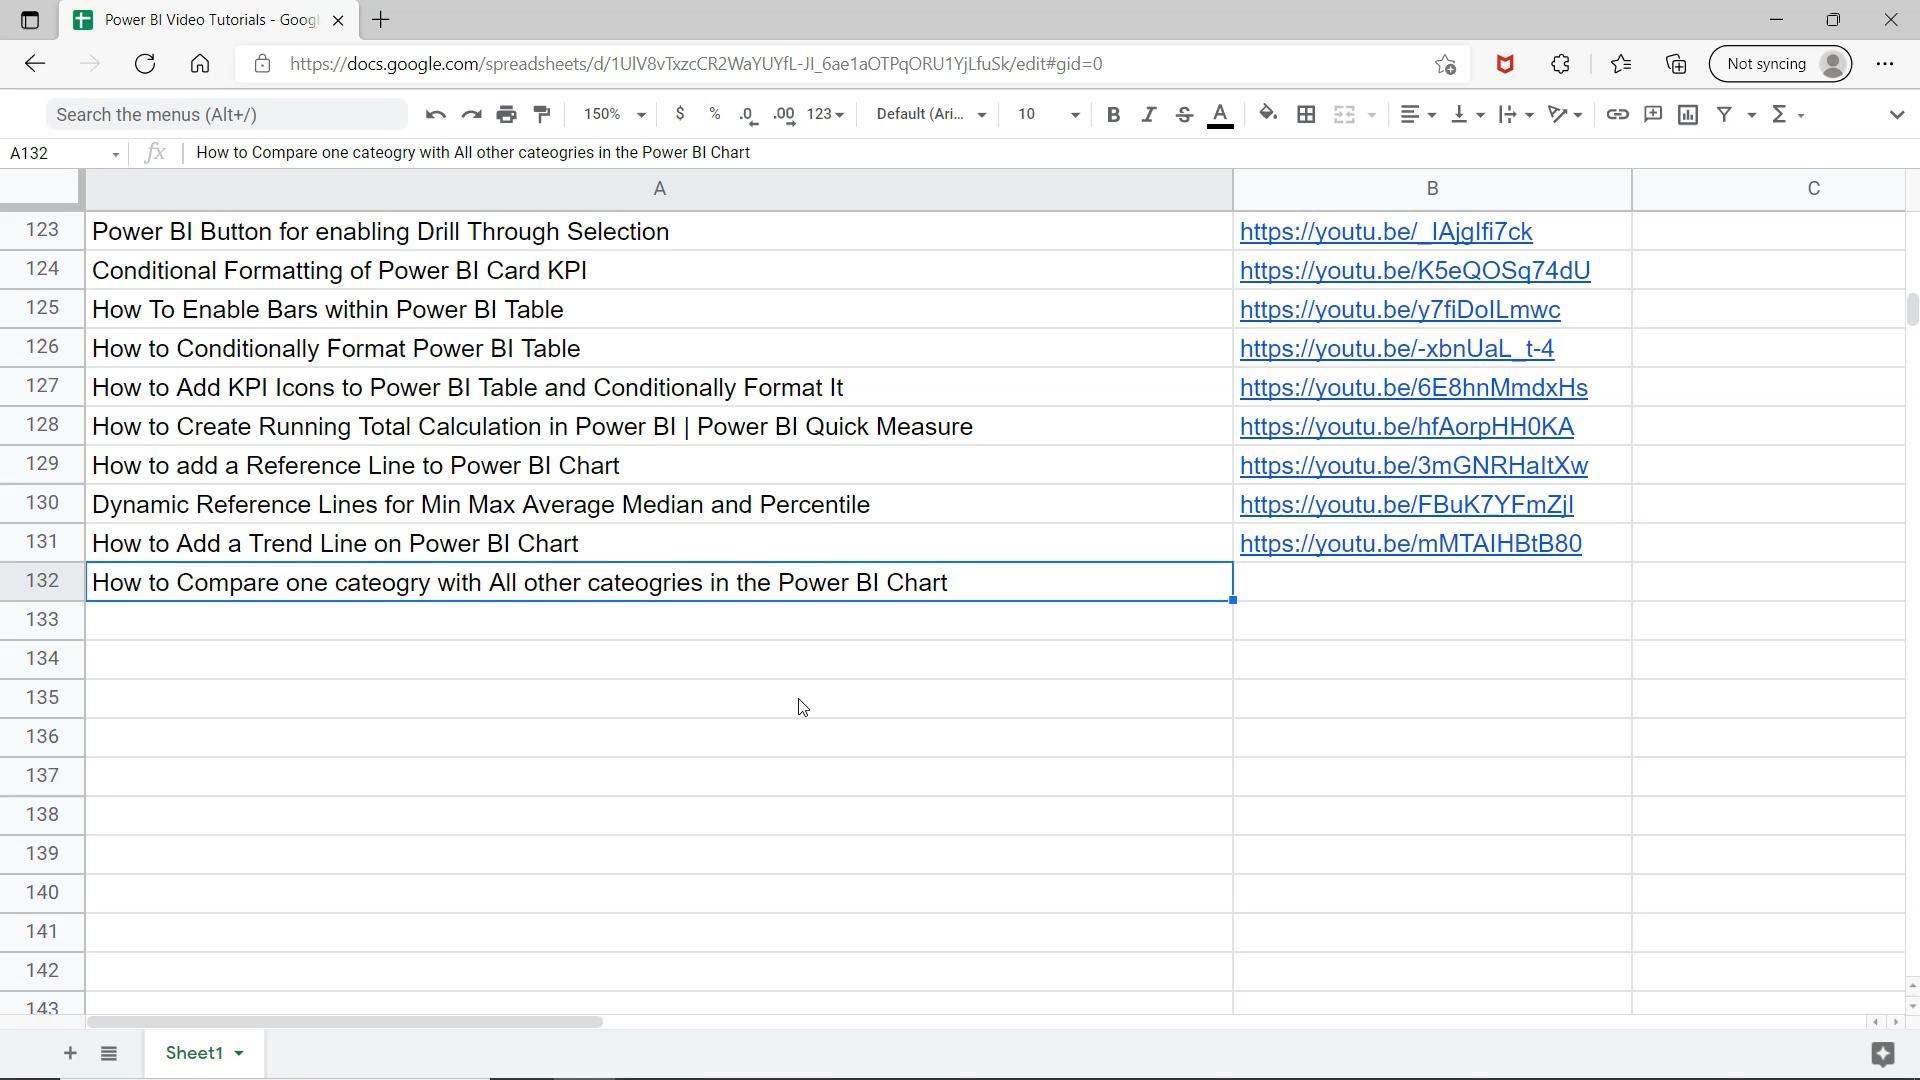 Power BI Video Tutorials - Goog
https://docs.google.com/spreadsheets/d/1UlV8vTxzcCR2WaYUYfL-JI_6ae1aOTPqORU1YjLfuSk/edit#gid=0
Not syncing
Search the menus (Alt+/)
150%
$ % .0 .00 123
Default (Ari...
10
B I S A
A132
fx
How to Compare one cateogry with All other cateogries in the Power BI Chart
A B C
123 Power BI Button for enabling Drill Through Selection https://youtu.be/_IAjglfi7ck
124 Conditional Formatting of Power BI Card KPI https://youtu.be/K5eQOSq74dU
125 How To Enable Bars within Power BI Table https://youtu.be/y7fiDoILmwc
126 How to Conditionally Format Power BI Table https://youtu.be/-xbnUaL_t-4
127 How to Add KPI Icons to Power BI Table and Conditionally Format It https://youtu.be/6E8hnMmdxHs
128 How to Create Running Total Calculation in Power BI | Power BI Quick Measure https://youtu.be/hfAorpHH0KA
129 How to add a Reference Line to Power BI Chart https://youtu.be/3mGNRHaltXw
130 Dynamic Reference Lines for Min Max Average Median and Percentile https://youtu.be/FBuK7YFmZjI
131 How to Add a Trend Line on Power BI Chart https://youtu.be/mMTAIHBtB80
132 How to Compare one cateogry with All other cateogries in the Power BI Chart
133
134
135
136
137
138
139
140
141
142
143
Sheet1